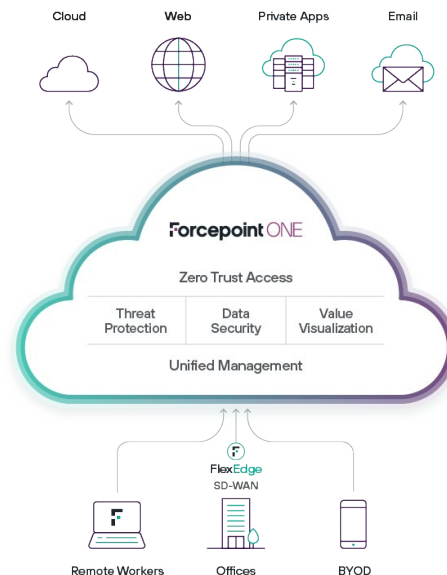 Cloud
Web
Private Apps
Email
Forcepoint ONE
Zero Trust Access
Threat
Protection
Data
Security
Value
Visualization
Unified Management
FlexEdge
SD-WAN
Remote Workers
Offices
BYOD